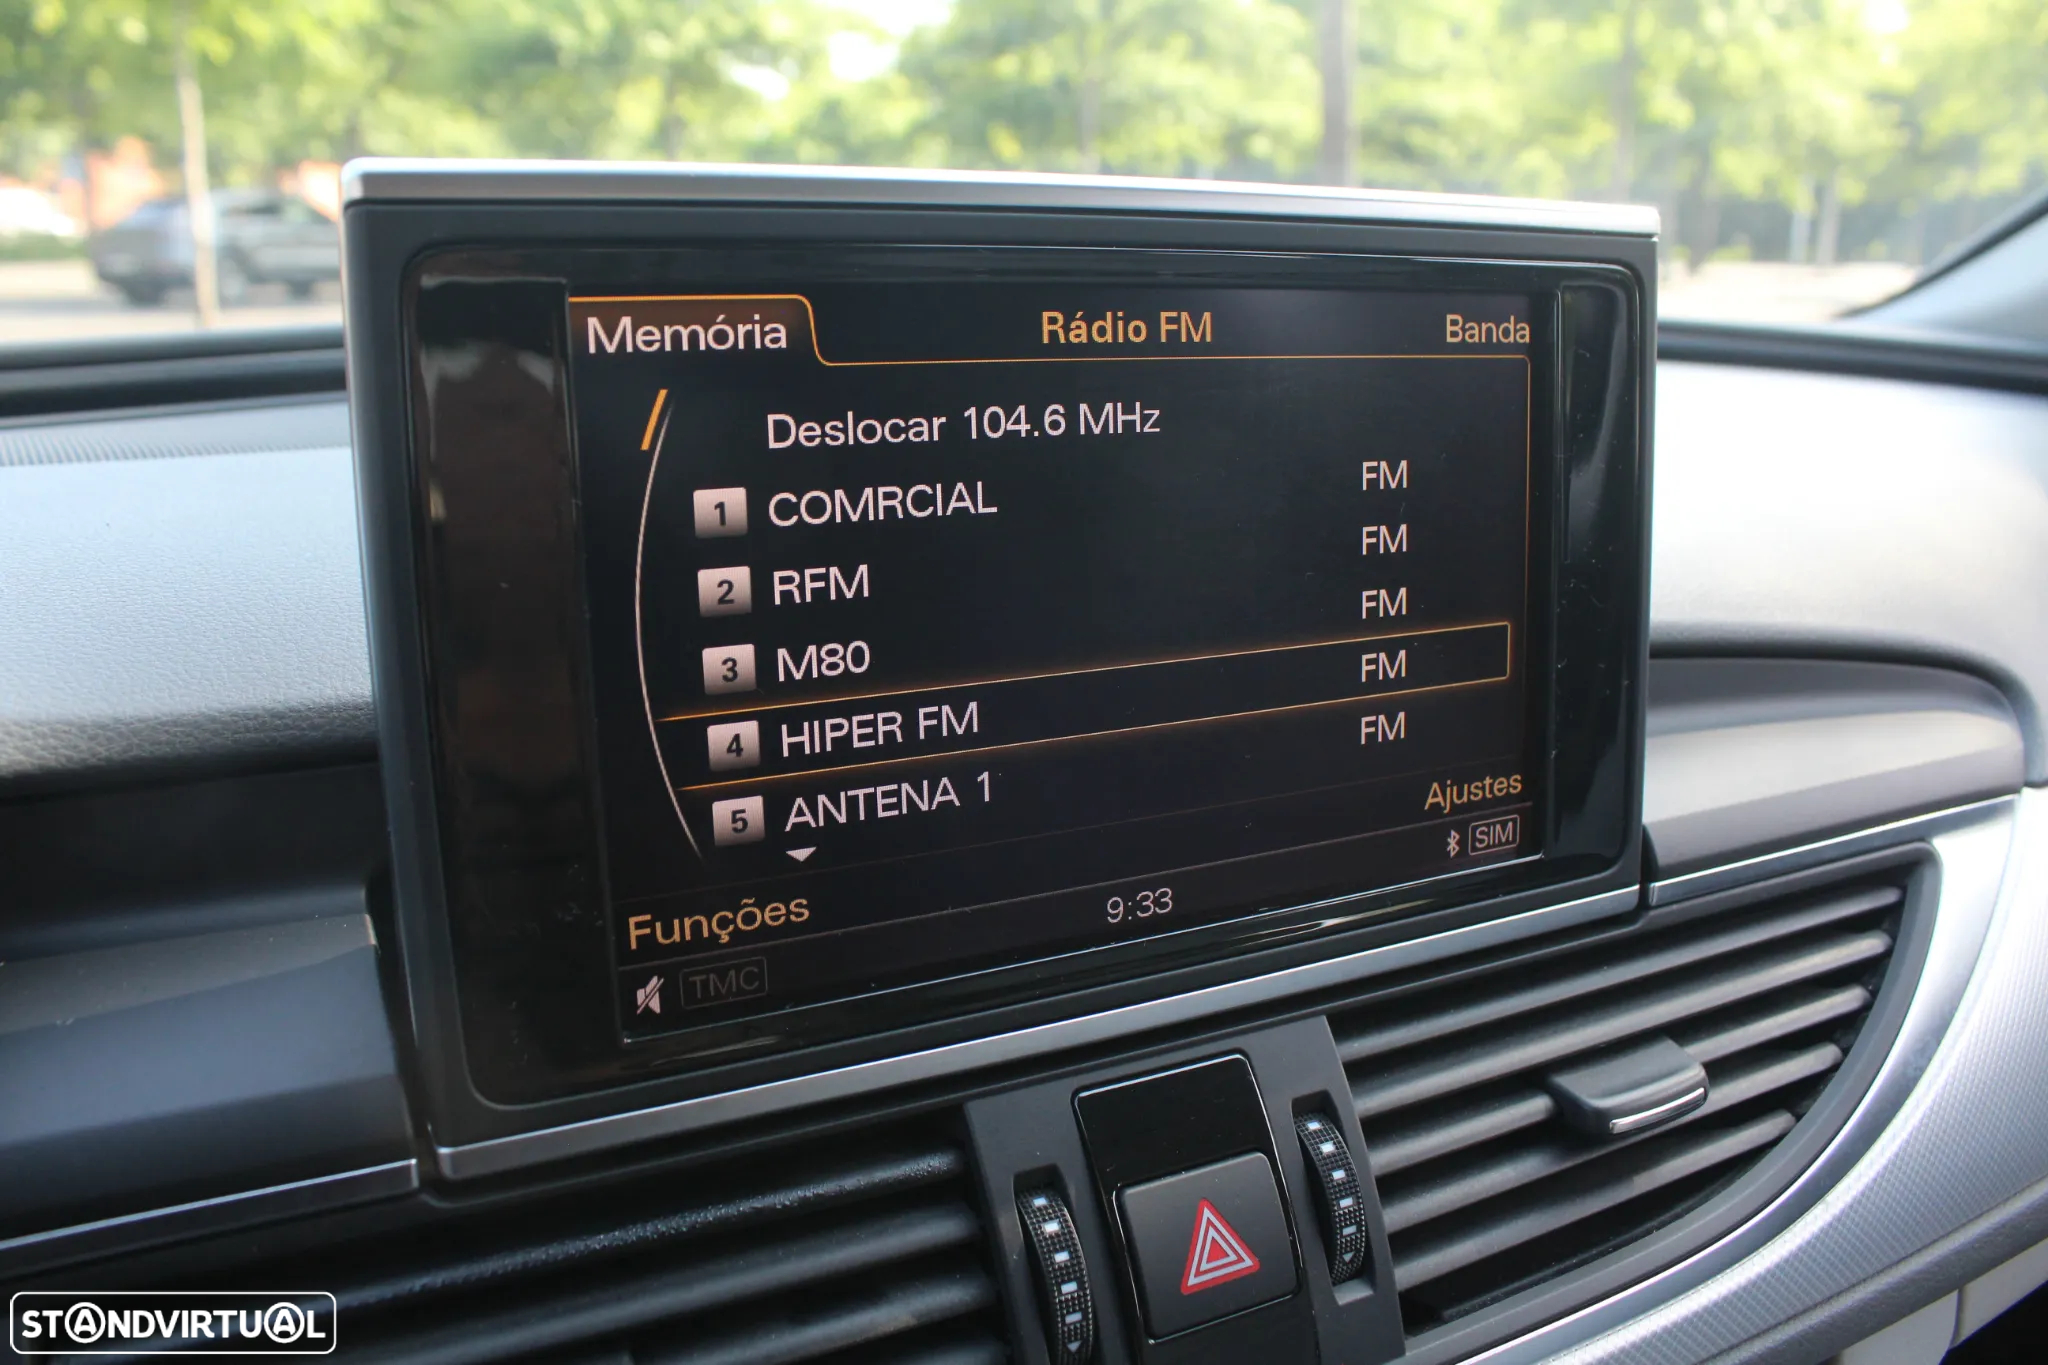 Memória Rádio FM Banda
Deslocar 104.6 MHz
1 COMRCIAL FM
2 RFM FM
3 M80 FM
4 HIPER FM FM
5 ANTENA 1 FM
Funções Ajustes
TMC 9:33 SIM
STANDVIRTUAL